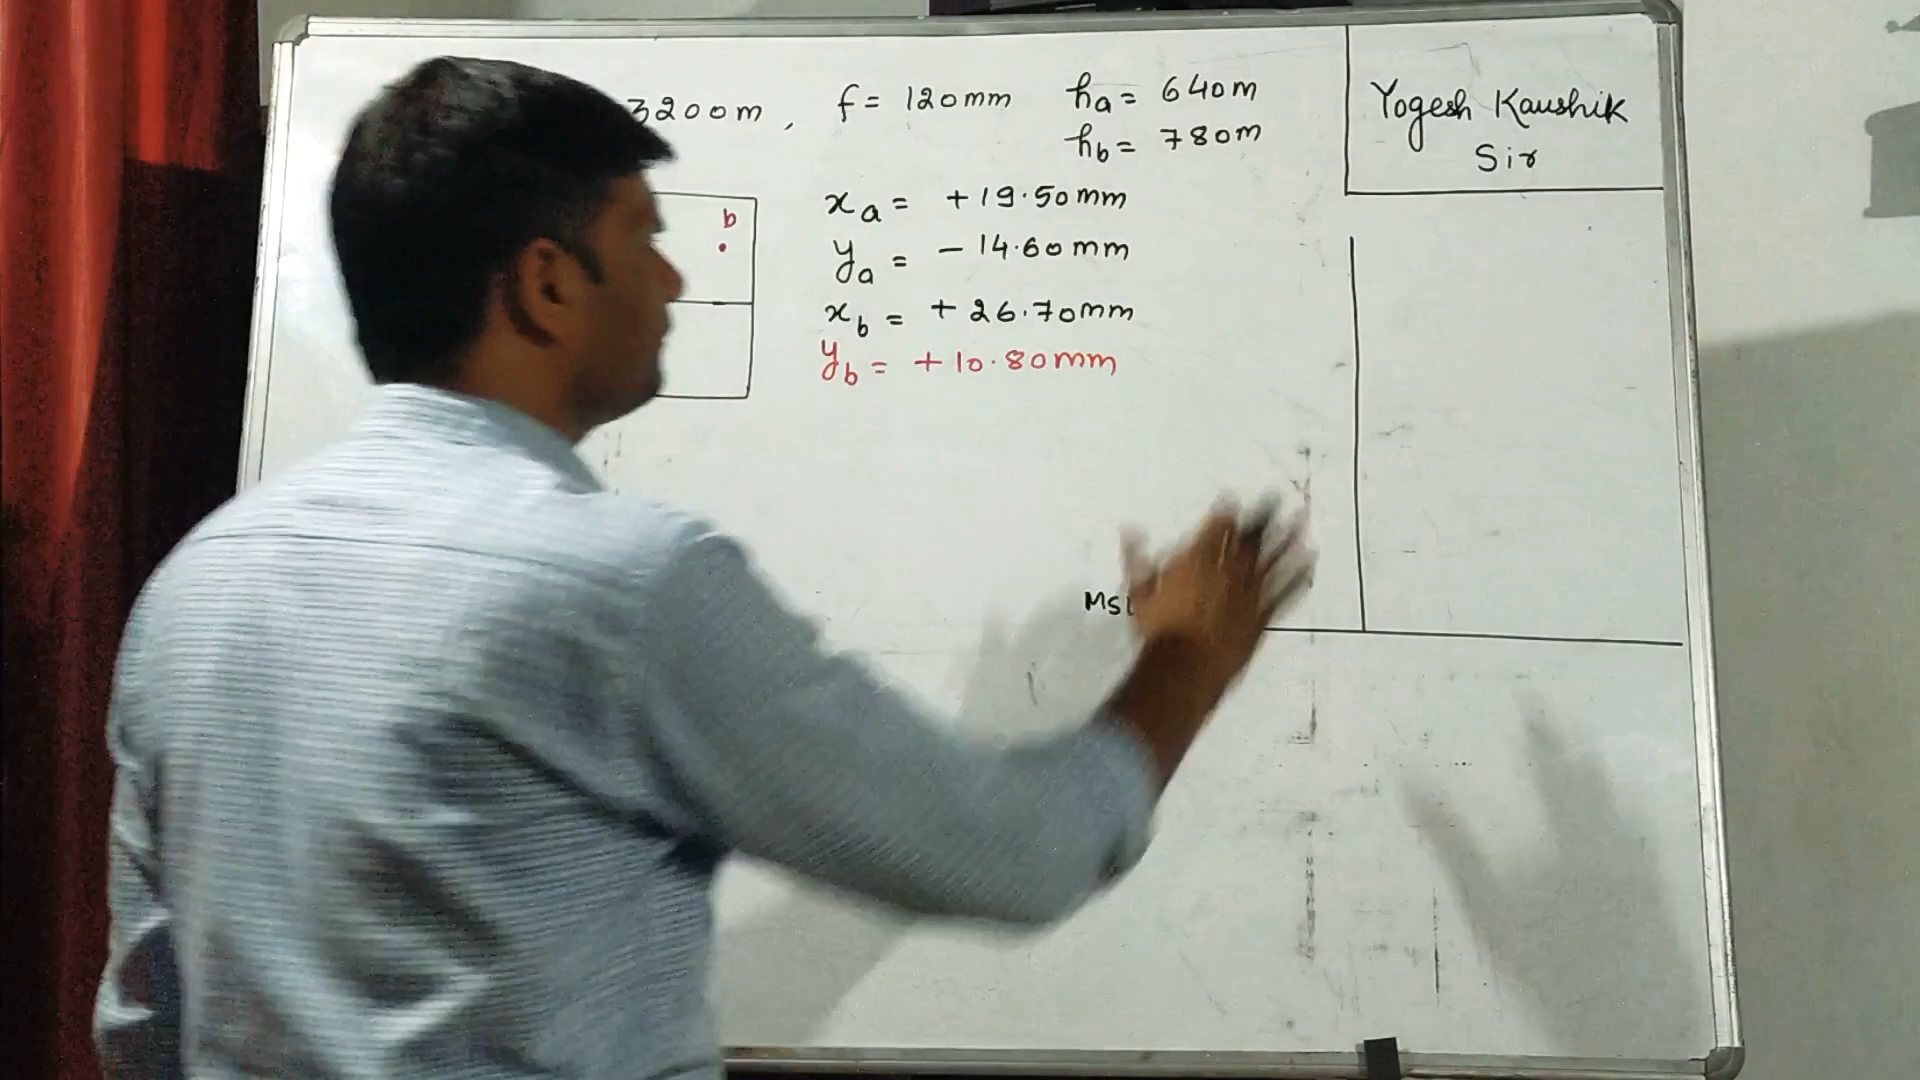 3200m, f = 120mm ha = 640m
hb = 780m
xa = +19.50mm
ya = -14.60mm
xb = +26.70mm
yb = +10.80mm
b
Yogesh Kaushik
Sir